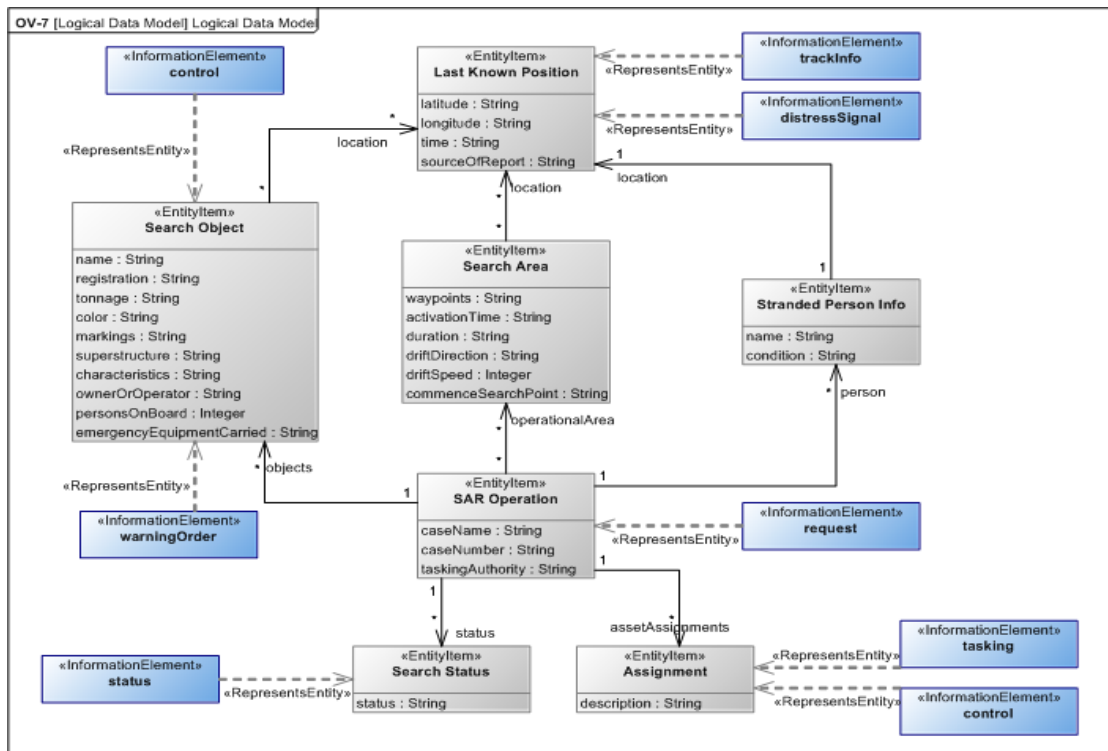 OV-7 [Logical Data Model] Logical Data Model
«InformationElement»
control
«RepresentsEntity»
«EntityItem»
Last Known Position
latitude : String
longitude : String
time : String
sourceOfReport : String
«InformationElement»
trackInfo
«RepresentsEntity»
«InformationElement»
distressSignal
«RepresentsEntity»
*
location
*
1
location
*
location
*
1
«EntityItem»
Search Object
name : String
registration : String
tonnage : String
color : String
markings : String
superstructure : String
characteristics : String
ownerOrOperator : String
personsOnBoard : Integer
emergencyEquipmentCarried : String
«EntityItem»
Search Area
waypoints : String
activationTime : String
duration : String
driftDirection : String
driftSpeed : Integer
commenceSearchPoint : String
«EntityItem»
Stranded Person Info
name : String
condition : String
*
person
*
operationalArea
*
* objects
1
1
«RepresentsEntity»
«InformationElement»
warningOrder
«EntityItem»
SAR Operation
caseName : String
caseNumber : String
taskingAuthority : String
«InformationElement»
request
«RepresentsEntity»
1
1
*
status
*
assetAssignments
«InformationElement»
status
«RepresentsEntity»
«EntityItem»
Search Status
status : String
«EntityItem»
Assignment
description : String
«InformationElement»
tasking
«RepresentsEntity»
«InformationElement»
control
«RepresentsEntity»